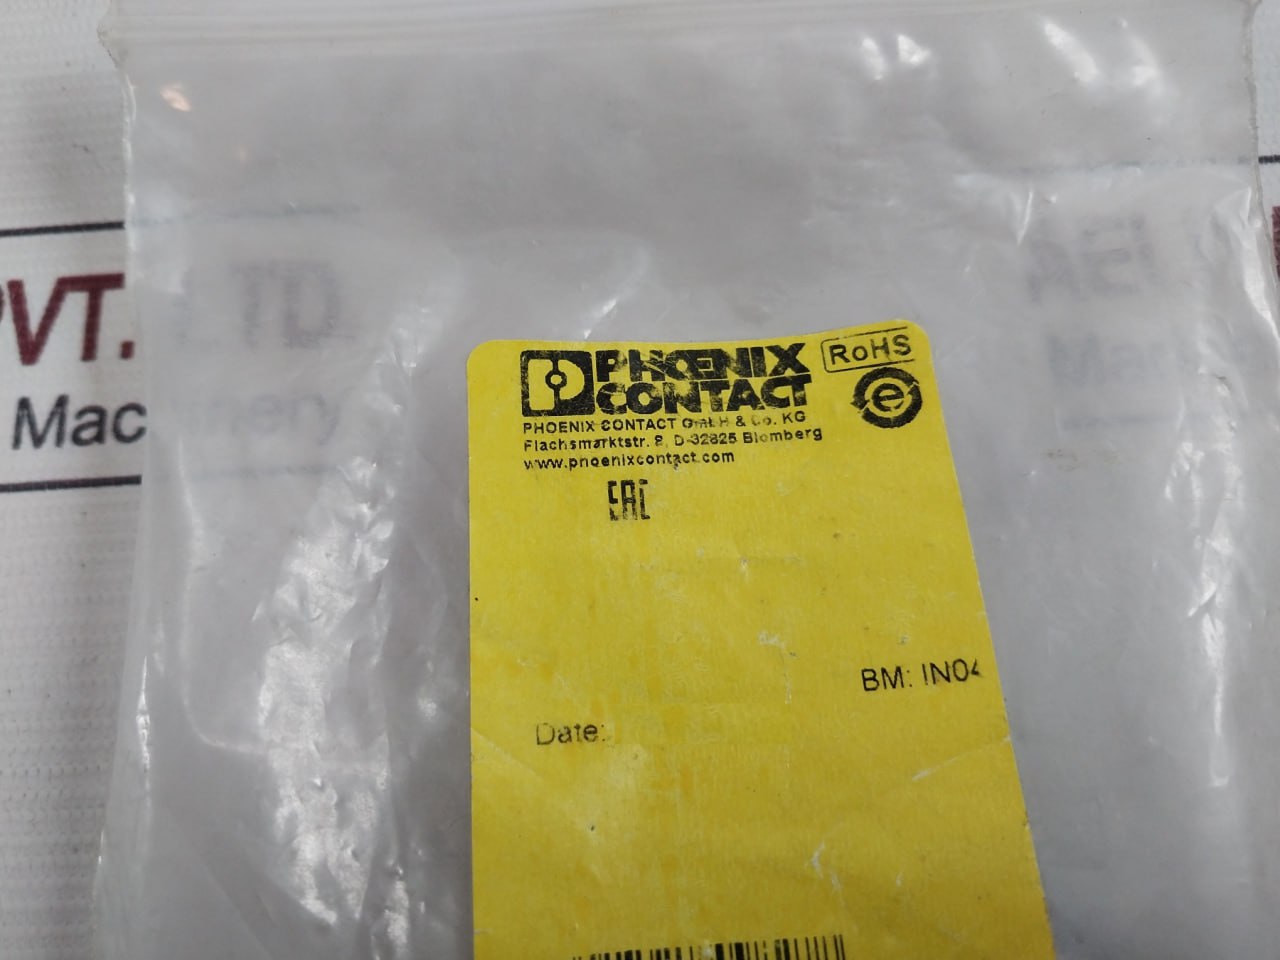 PVT.
Mac
PHOENIX
CONTACT
RoHS
e
PHOENIX CONTACT GmbH & Co. KG
Flachsmarktstr. 8, D-32825 Blomberg
www.phoenixcontact.com
EAC
BM: IN04
Date: